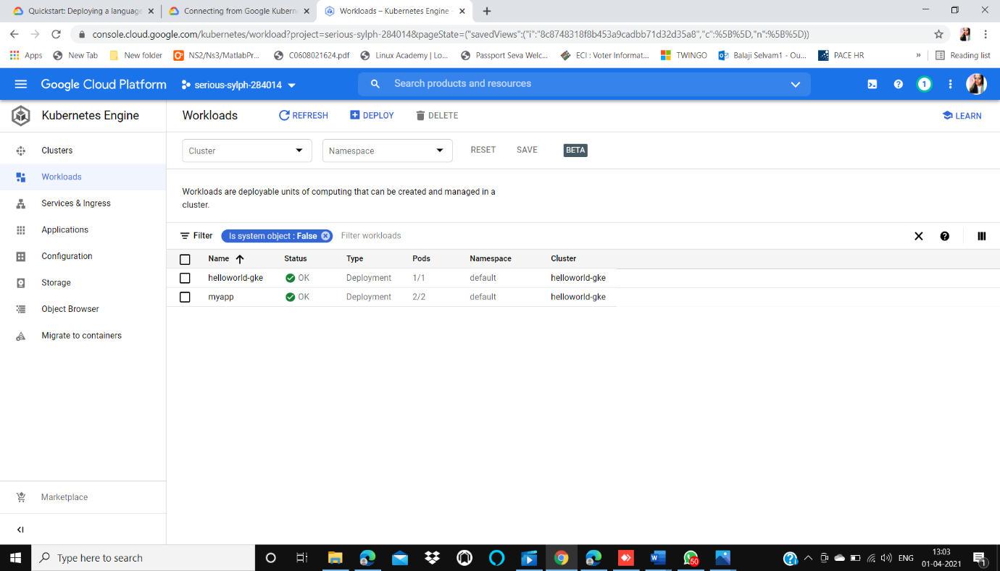 Quickstart: Deploying a language
Connecting from Google Kubern
Workloads – Kubernetes Engine -
console.cloud.google.com/kubernetes/workload?project=serious-sylph-284014&pageState=("savedViews":("i":"8c8748318f8b453a9cadbb71d32d35a8","c":%5B%5D,"n":%5B%5D))
Apps New Tab New folder NS2/Ns3/MatlabPr... C0608021624.pdf Linux Academy | Lo... Passport Seva Welc... ECI : Voter Informat... TWINGO Balaji Selvam1 - Ou... PACE HR » Reading list
Google Cloud Platform serious-sylph-284014 Search products and resources 1
Kubernetes Engine
Workloads REFRESH DEPLOY DELETE LEARN
Clusters
Workloads
Services & Ingress
Applications
Configuration
Storage
Object Browser
Migrate to containers
Marketplace
Cluster Namespace RESET SAVE BETA
Workloads are deployable units of computing that can be created and managed in a
cluster.
Filter Is system object : False Filter workloads
Name Status Type Pods Namespace Cluster
helloworld-gke OK Deployment 1/1 default helloworld-gke
myapp OK Deployment 2/2 default helloworld-gke
Type here to search
50
ENG
13:03
01-04-2021
1